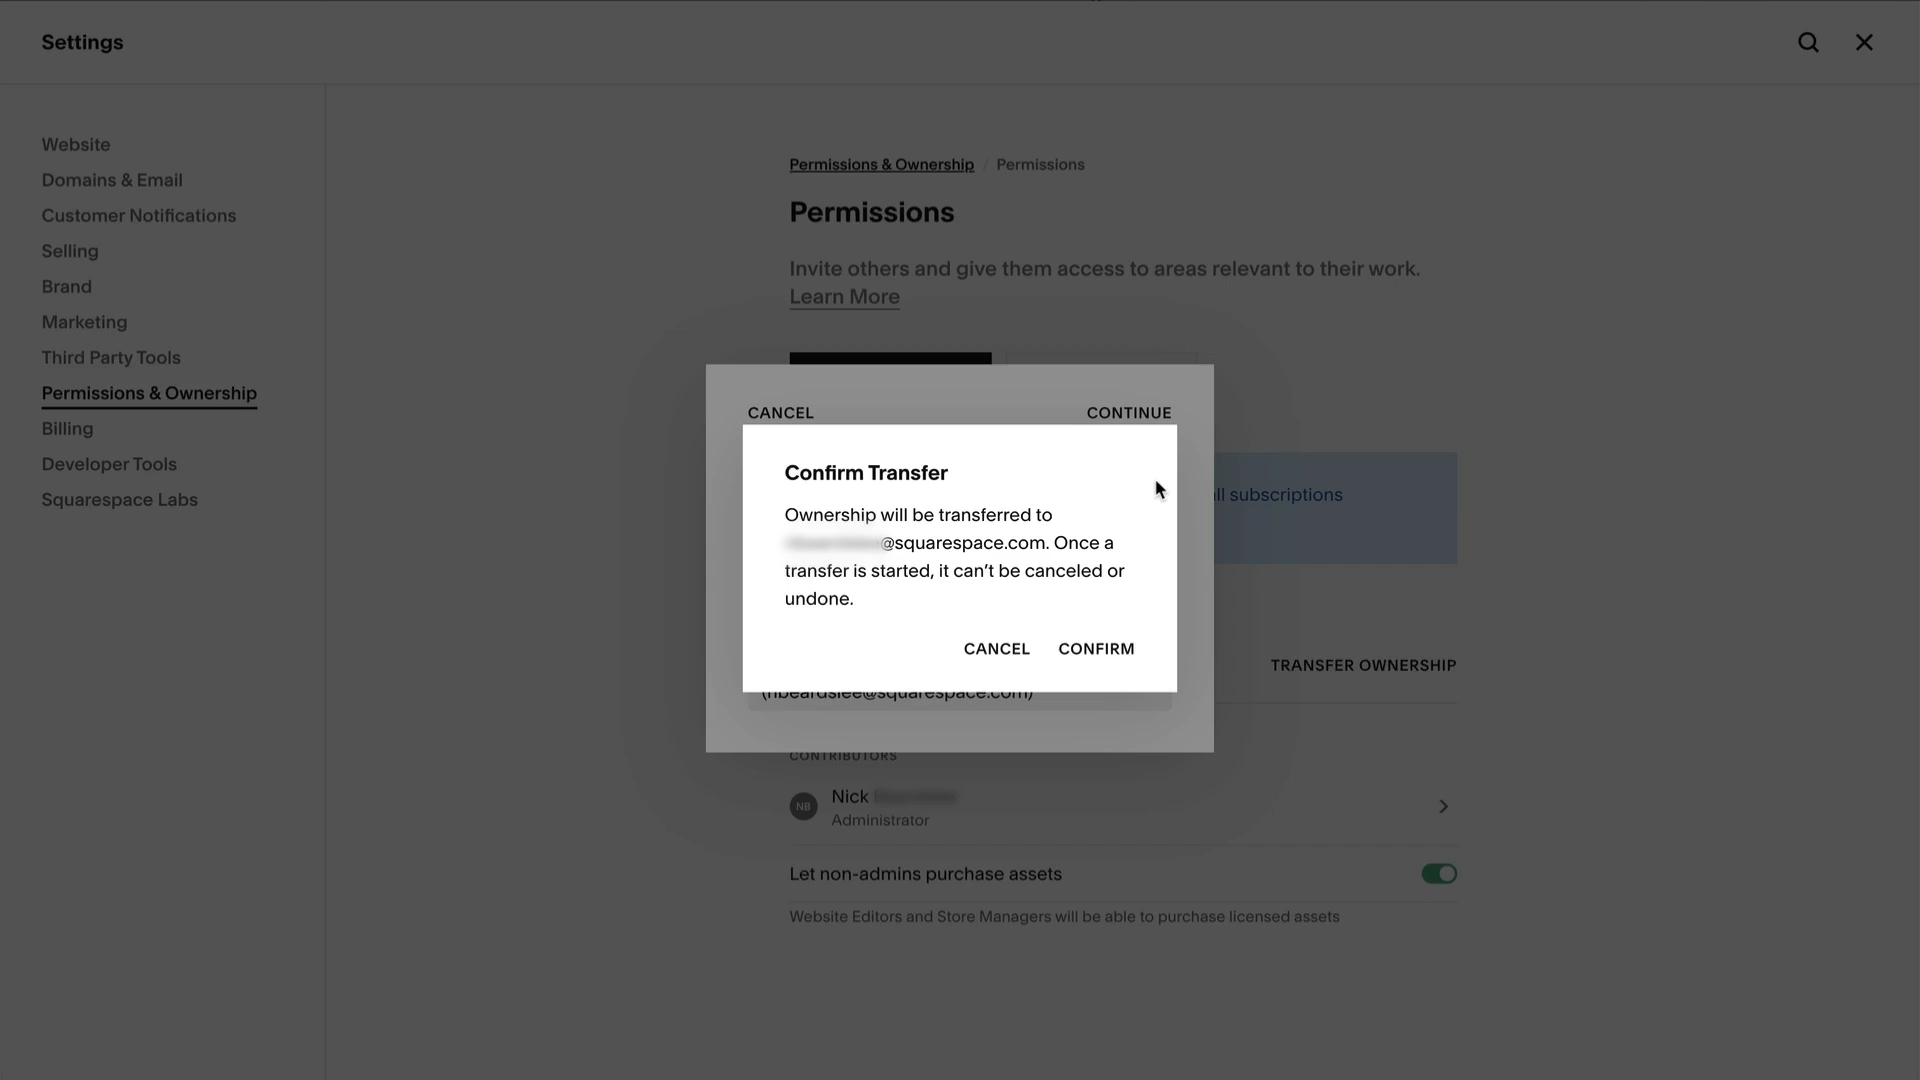 Settings
Website
Domains & Email
Customer Notifications
Selling
Brand
Marketing
Third Party Tools
Permissions & Ownership
Billing
Developer Tools
Squarespace Labs
Permissions & Ownership / Permissions
Permissions
Invite others and give them access to areas relevant to their work.
Learn More
CANCEL CONTINUE
Confirm Transfer
Ownership will be transferred to
@squarespace.com. Once a
transfer is started, it can’t be canceled or
undone.
CANCEL CONFIRM
subscriptions
TRANSFER OWNERSHIP
CONTRIBUTORS
NB
Nick
Administrator
Let non-admins purchase assets
Website Editors and Store Managers will be able to purchase licensed assets